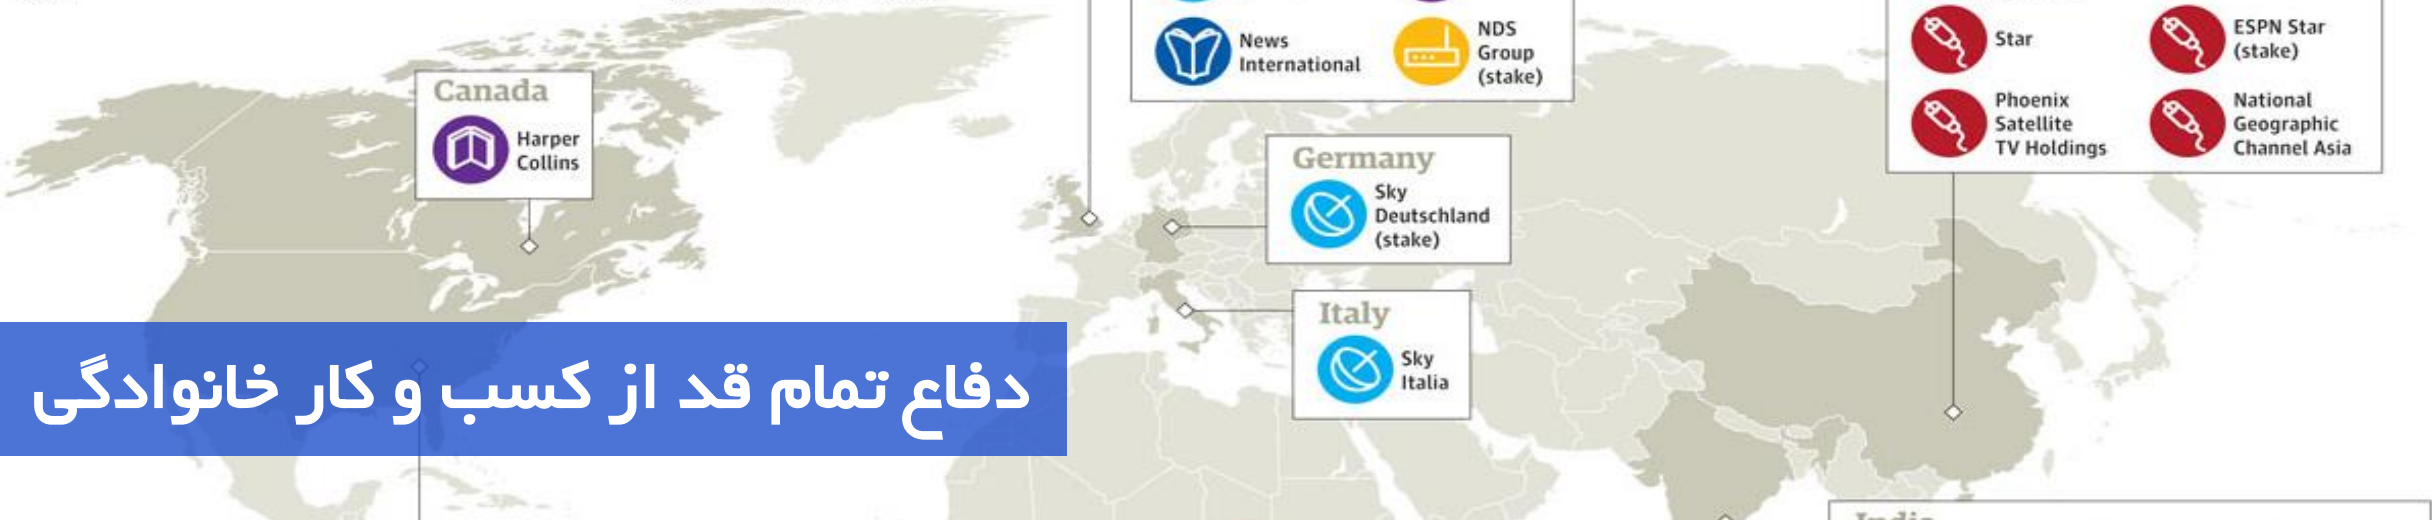 News
International
NDS
Group
(stake)
Star
ESPN Star
(stake)
Phoenix
Satellite
TV Holdings
National
Geographic
Channel Asia
Canada
Harper
Collins
Germany
Sky
Deutschland
(stake)
Italy
Sky
Italia
دفاع تمام قد از کسب و کار خانوادگی
India